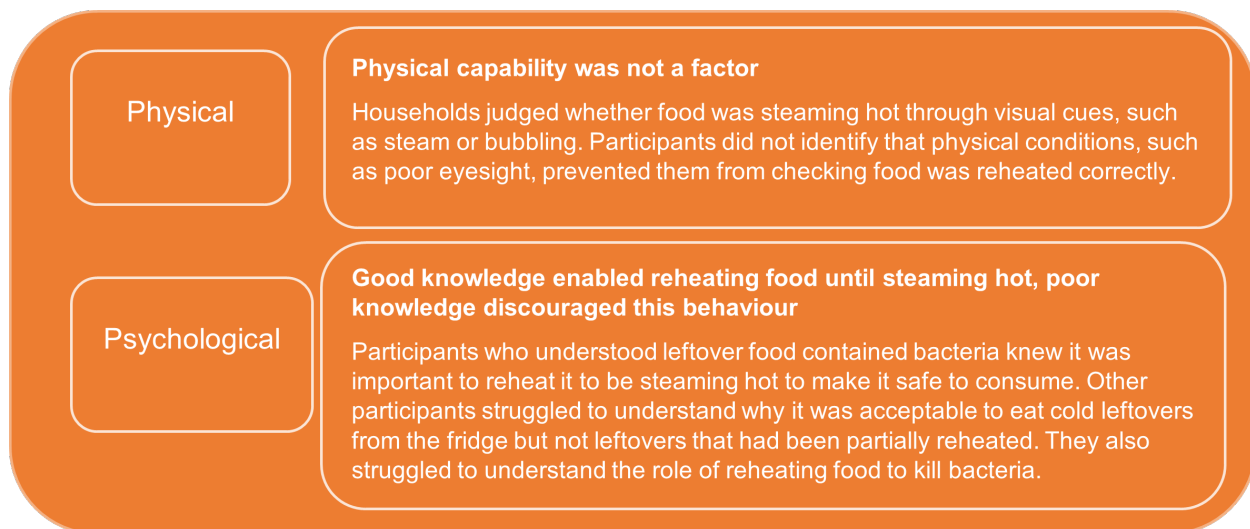 Physical
Physical capability was not a factor
Households judged whether food was steaming hot through visual cues, such
as steam or bubbling. Participants did not identify that physical conditions, such
as poor eyesight, prevented them from checking food was reheated correctly.
Psychological
Good knowledge enabled reheating food until steaming hot, poor
knowledge discouraged this behaviour
Participants who understood leftover food contained bacteria knew it was
important to reheat it to be steaming hot to make it safe to consume. Other
participants struggled to understand why it was acceptable to eat cold leftovers
from the fridge but not leftovers that had been partially reheated. They also
struggled to understand the role of reheating food to kill bacteria.